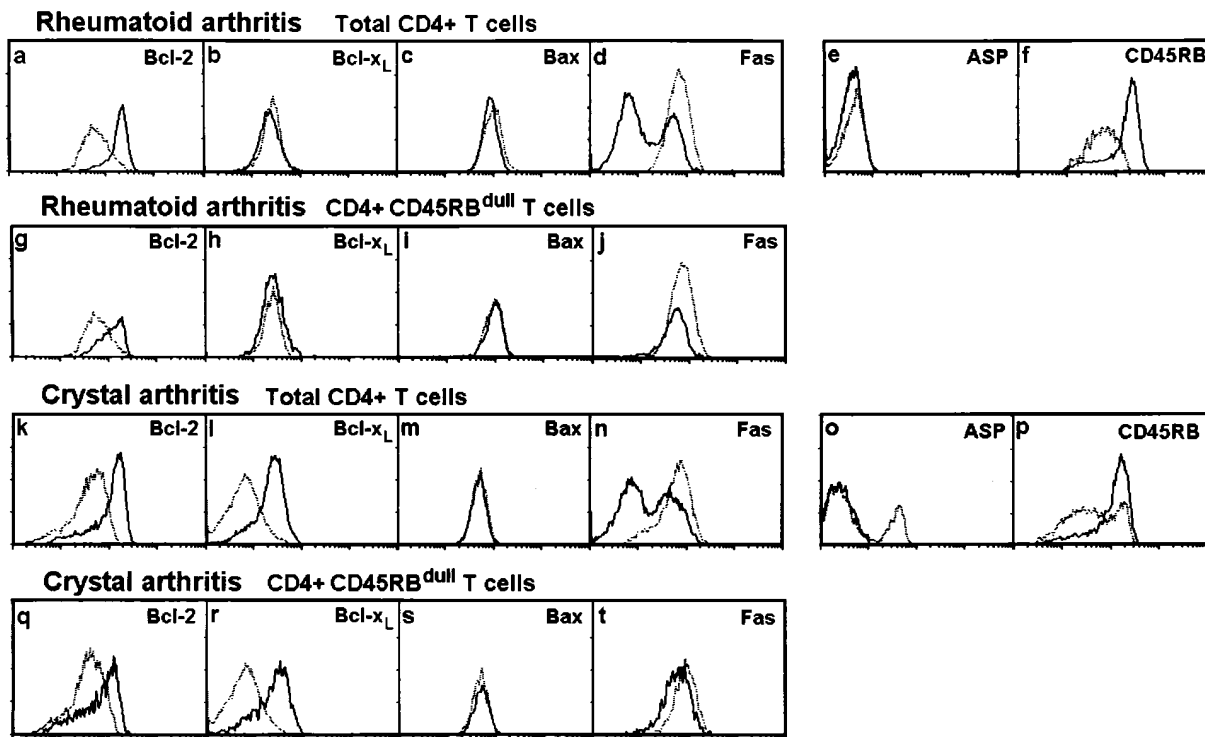 Rheumatoid arthritis Total CD4+ T cells
a Bcl-2 b Bcl-xL c Bax d Fas e ASP f CD45RB
Rheumatoid arthritis CD4+ CD45RBdull T cells
g Bcl-2 h Bcl-xL i Bax j Fas
Crystal arthritis Total CD4+ T cells
k Bcl-2 l Bcl-xL m Bax n Fas o ASP p CD45RB
Crystal arthritis CD4+ CD45RBdull T cells
q Bcl-2 r Bcl-xL s Bax t Fas